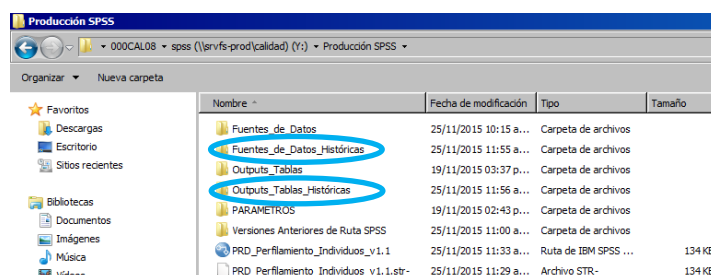 Producción SPSS
000CAL08 spss (\\srvfs-prod\calidad) (Y:) Producción SPSS
Organizar Nueva carpeta
Nombre Fecha de modificación Tipo Tamaño
Favoritos
Descargas
Escritorio
Sitios recientes
Bibliotecas
Documentos
Imágenes
Música
Vídeos
Fuentes_de_Datos 25/11/2015 10:15 a... Carpeta de archivos
Fuentes_de_Datos_Históricas 25/11/2015 11:55 a... Carpeta de archivos
Outputs_Tablas 19/11/2015 03:37 p... Carpeta de archivos
Outputs_Tablas_Históricas 25/11/2015 11:56 a... Carpeta de archivos
PARAMETROS 19/11/2015 02:43 p... Carpeta de archivos
Versiones Anteriores de Ruta SPSS 25/11/2015 11:00 a... Carpeta de archivos
PRD_Perfilamiento_Individuos_v1.1 25/11/2015 11:33 a... Ruta de IBM SPSS ... 134 KB
PRD_Perfilamiento_Individuos_v1.1.str- 25/11/2015 11:29 a... Archivo STR- 134 KB